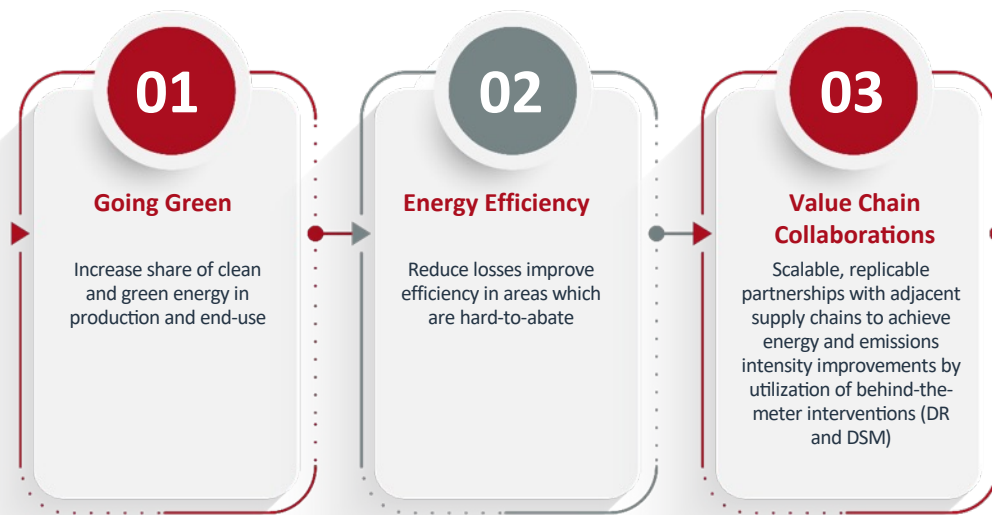 01
Going Green
Increase share of clean
and green energy in
production and end-use
02
Energy Efficiency
Reduce losses improve
efficiency in areas which
are hard-to-abate
03
Value Chain
Collaborations
Scalable, replicable
partnerships with adjacent
supply chains to achieve
energy and emissions
intensity improvements by
utilization of behind-the-
meter interventions (DR
and DSM)